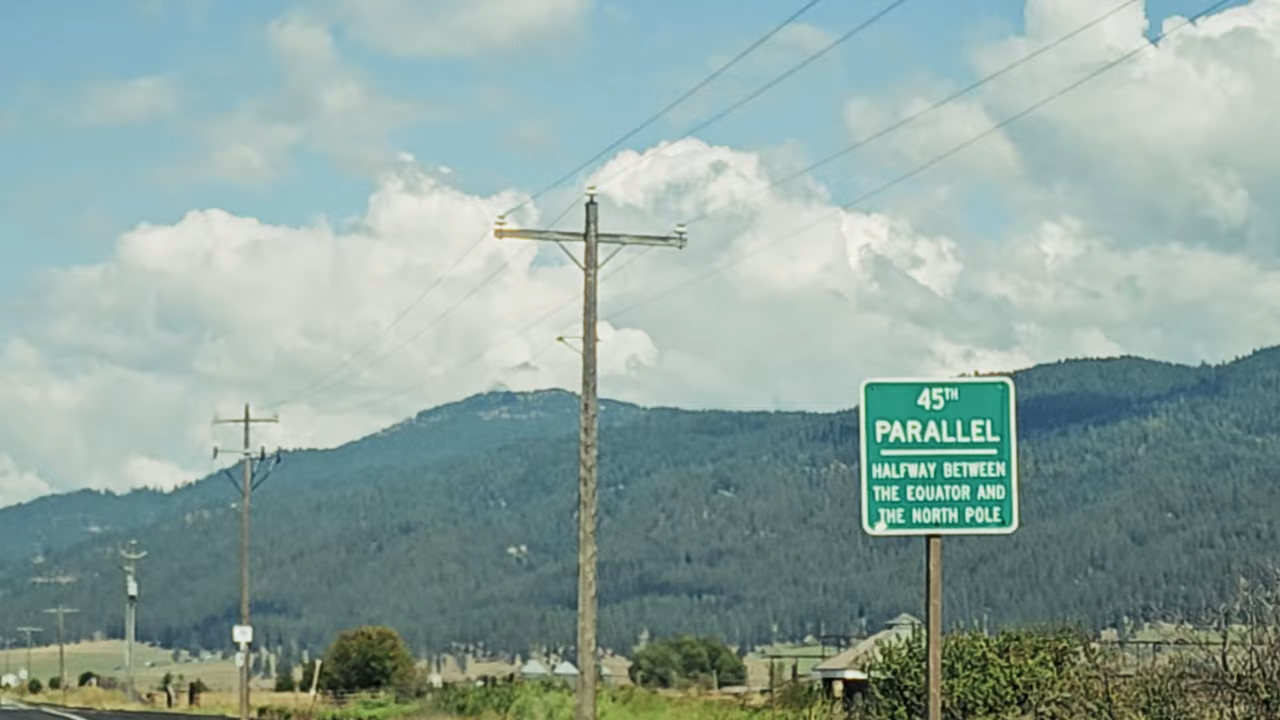 45TH
PARALLEL
HALFWAY BETWEEN
THE EQUATOR AND
THE NORTH POLE